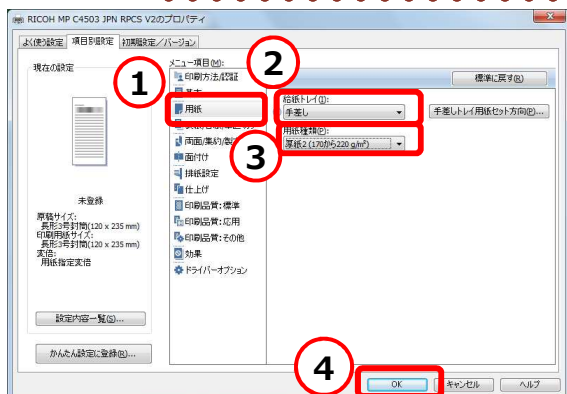 RICOH MP C4503 JPN RPCS V2のプロパティ
よく使う設定 項目別設定 初期設定/バージョン
現在の設定
メニュー項目(M):
印刷方法/認証
基本
用紙
両面/集約/製本
面付け
排紙設定
仕上げ
印刷品質:標準
印刷品質:応用
印刷品質:その他
効果
ドライバーオプション
標準に戻す(R)
給紙トレイ(I):
手差し
手差しトレイ用紙セット方向(P)...
用紙種類(P):
厚紙2 (170から220 g/m²)
未登録
原稿サイズ:
長形3号封筒(120 x 235 mm)
印刷用紙サイズ:
長形3号封筒(120 x 235 mm)
変倍:
用紙指定変倍
設定内容一覧(S)...
かんたん設定に登録(R)...
1
2
3
4
OK キャンセル ヘルプ